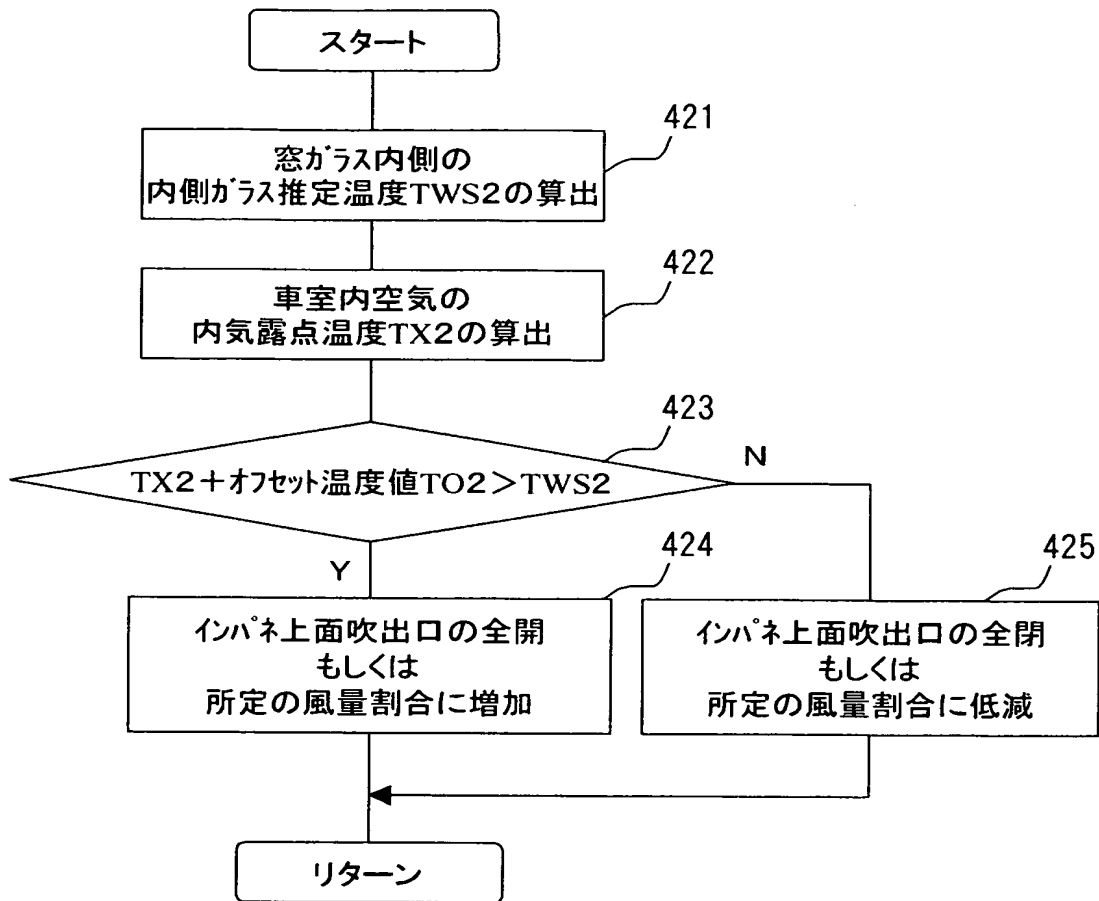 スタート
421
窓ｶﾞﾗｽ内側の
内側ｶﾞﾗｽ推定温度TWS2の算出
422
車室内空気の
内気露点温度TX2の算出
423
TX2＋ｵﾌｾｯﾄ温度値TO2＞TWS2
N
Y
424
ｲﾝﾊﾟﾈ上面吹出口の全開
もしくは
所定の風量割合に増加
425
ｲﾝﾊﾟﾈ上面吹出口の全閉
もしくは
所定の風量割合に低減
リターン